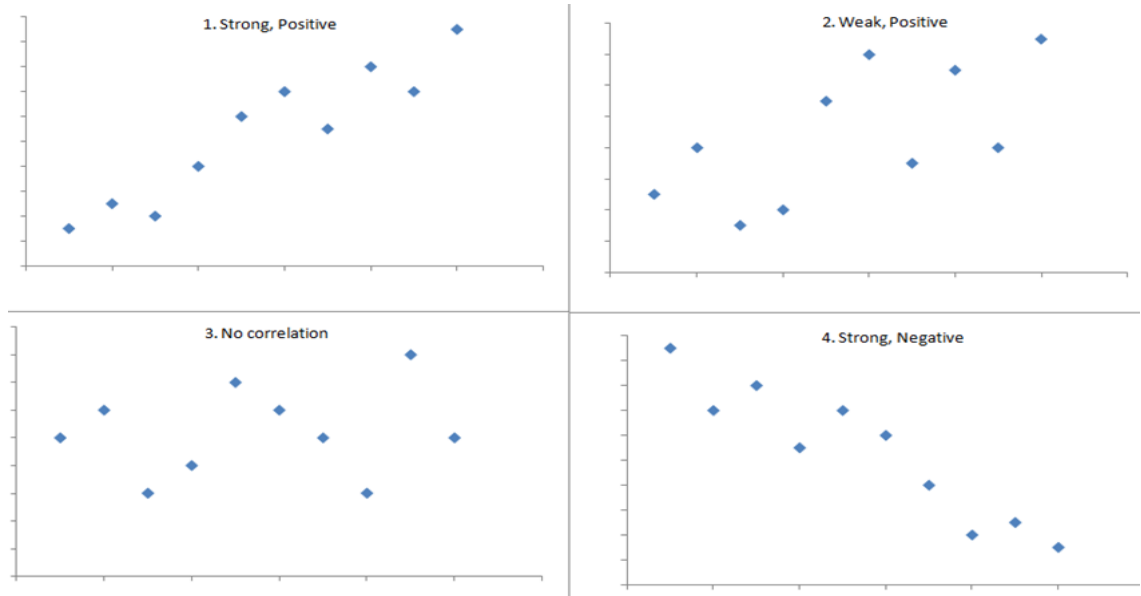 1. Strong, Positive
2. Weak, Positive
3. No correlation
4. Strong, Negative